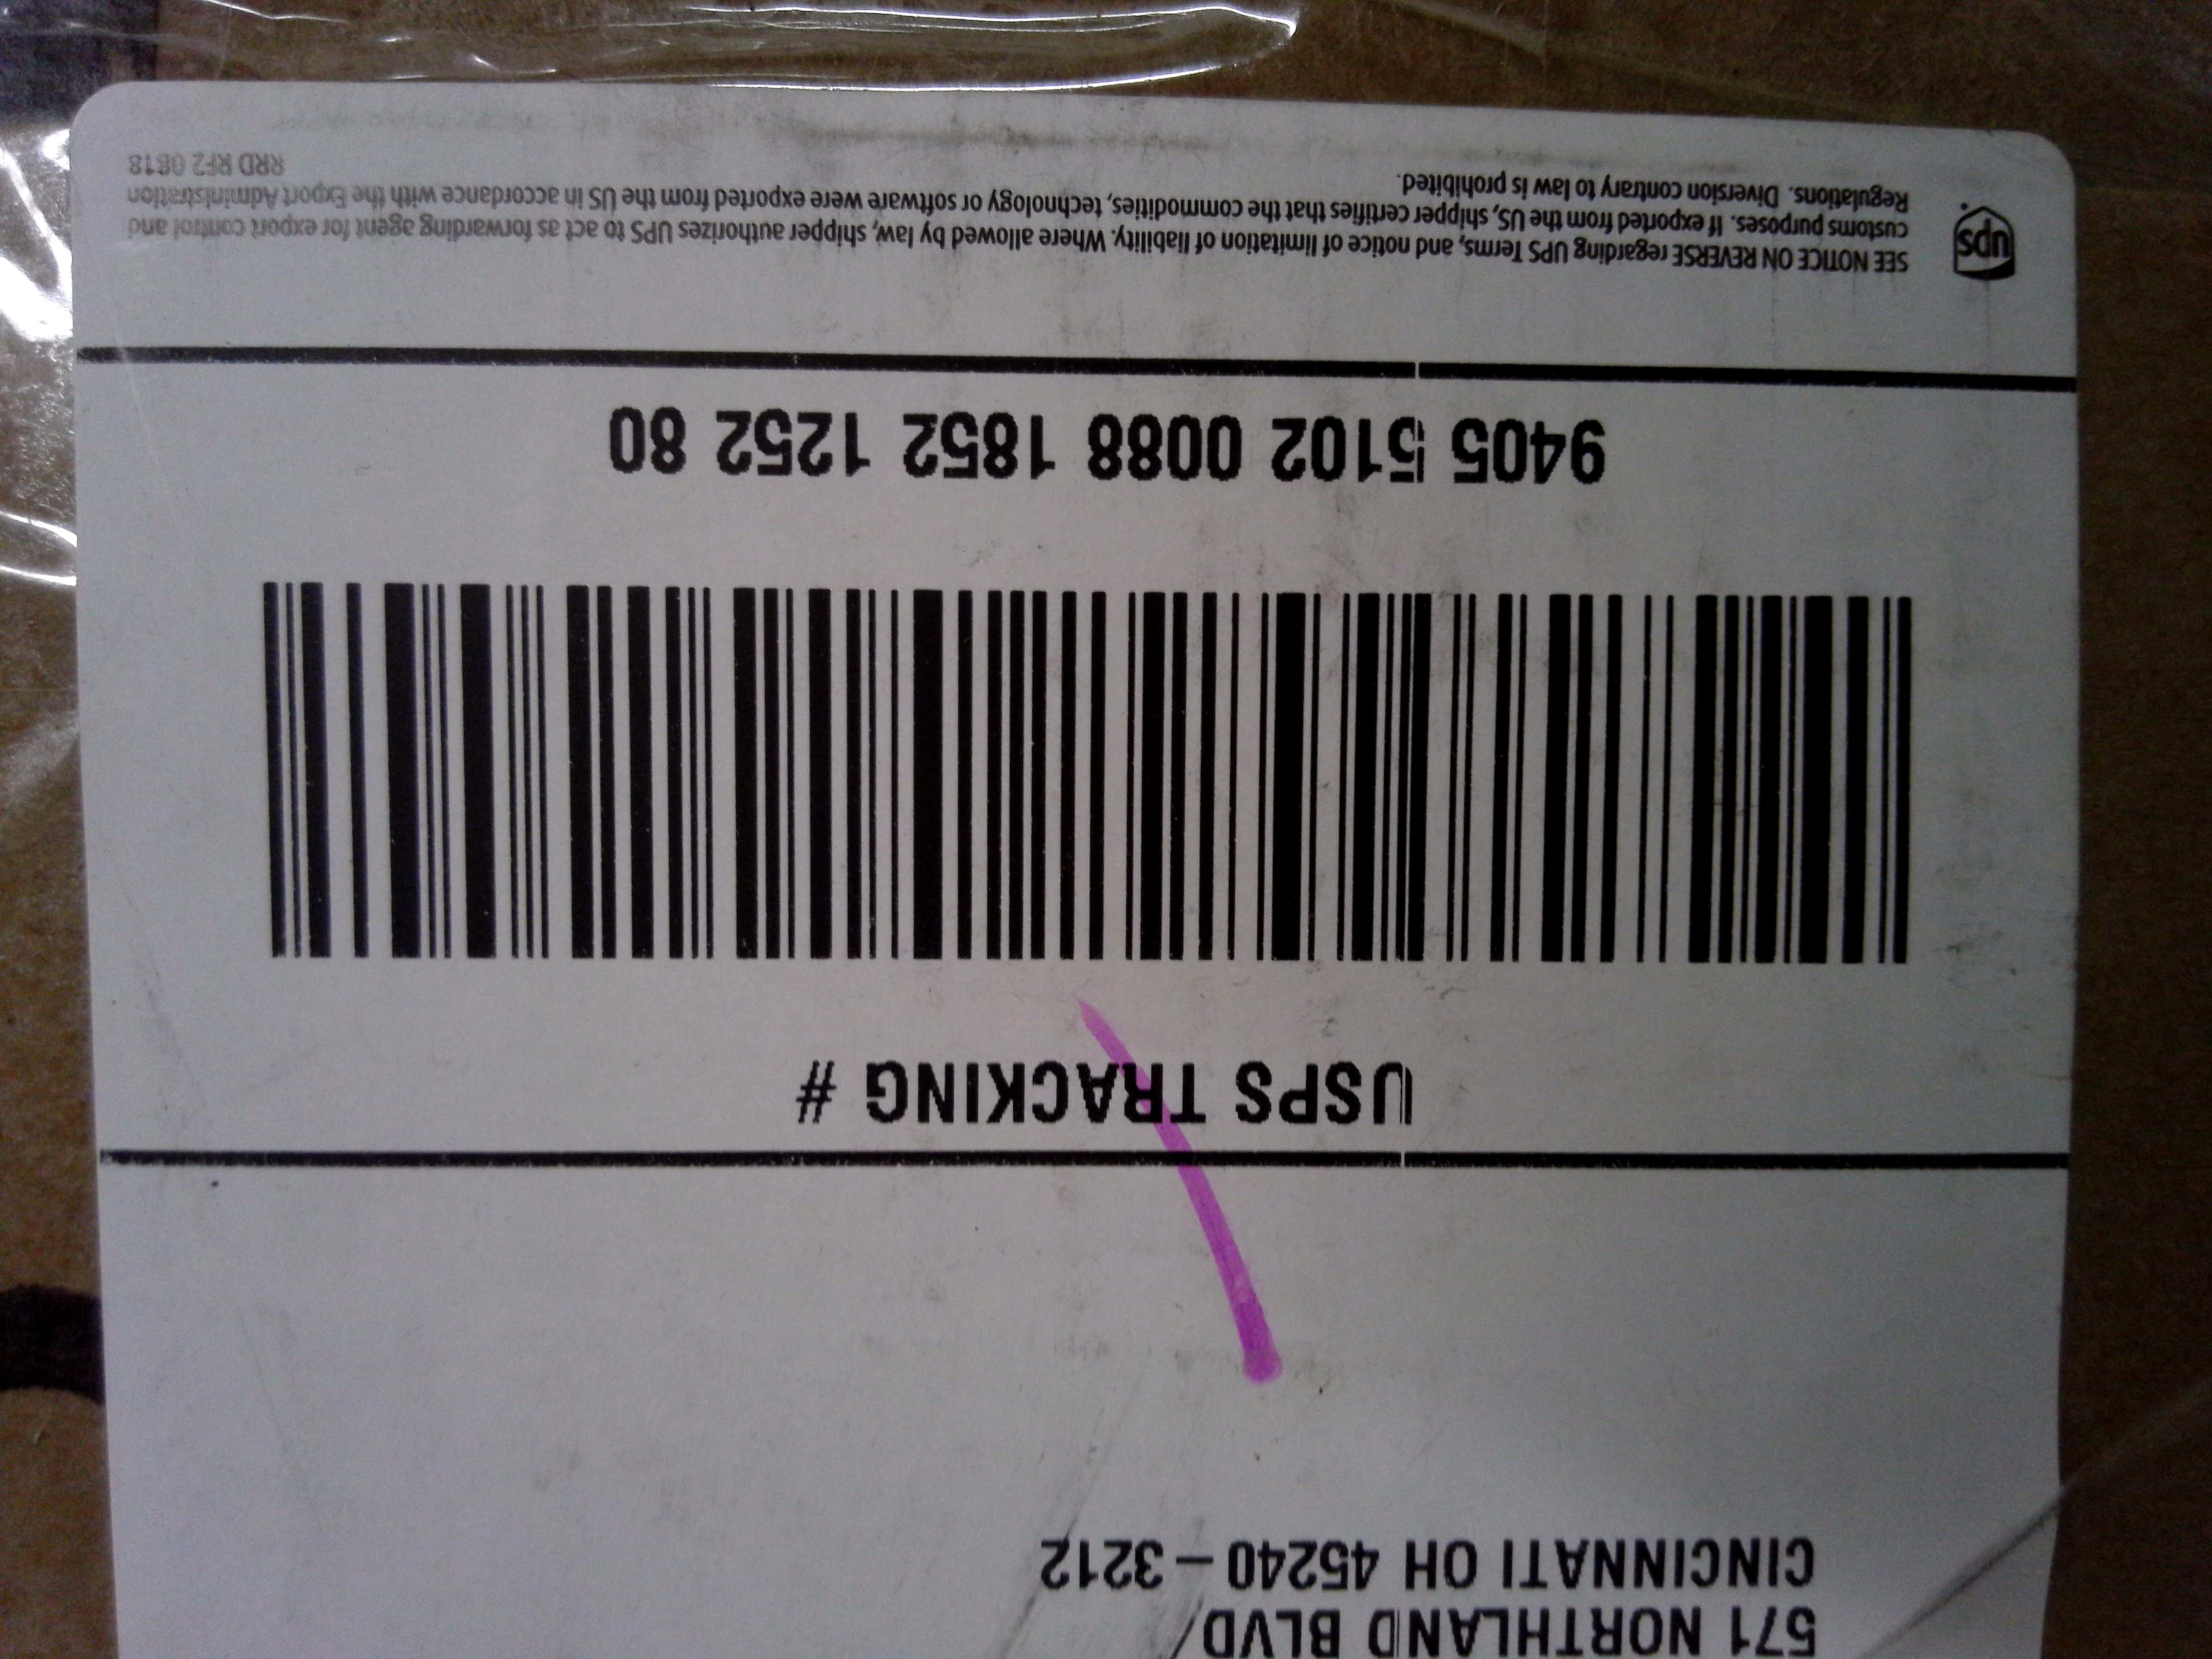 571 NORTHLAND BLVD
CINCINNATI OH 45240-3212
USPS TRACKING #
9405 5102 0088 1852 1252 80
ups
SEE NOTICE ON REVERSE regarding UPS Terms, and notice of limitation of liability. Where allowed by law, shipper authorizes UPS to act as forwarding agent for export control and
customs purposes. If exported from the US, shipper certifies that the commodities, technology or software were exported from the US in accordance with the Export Administration
Regulations. Diversion contrary to law is prohibited.
RRD RF2 0818